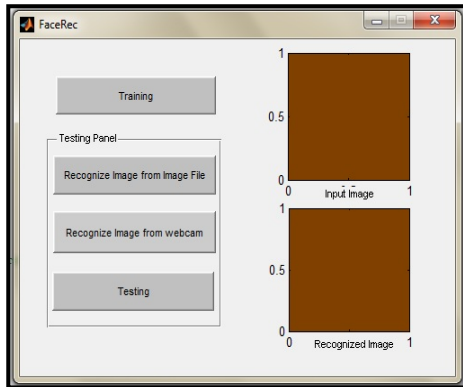 FaceRec
Training
Testing Panel
Recognize Image from Image File
Recognize Image from webcam
Testing
1
0.5
0
0 1
Input Image
1
0.5
0
0 1
Recognized Image